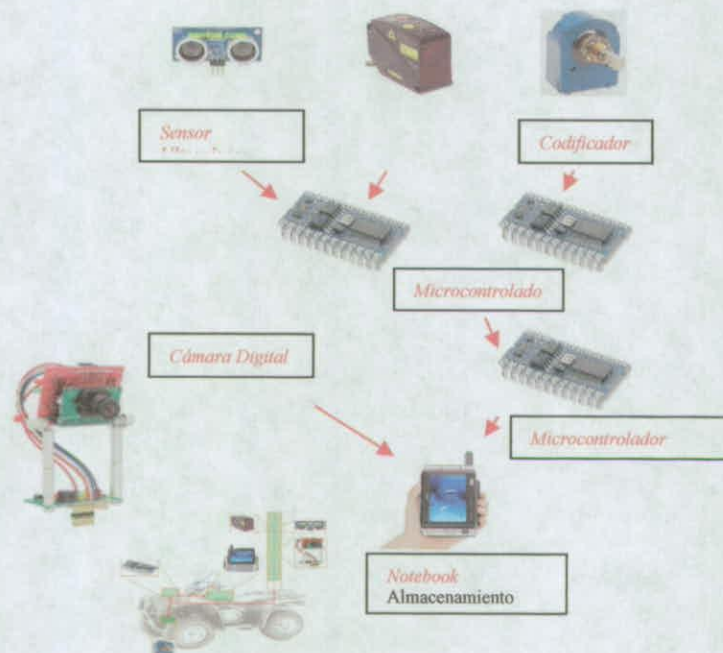 Sensor
Codificador
Microcontrolado
Cámara Digital
Microcontrolador
Notebook
Almacenamiento